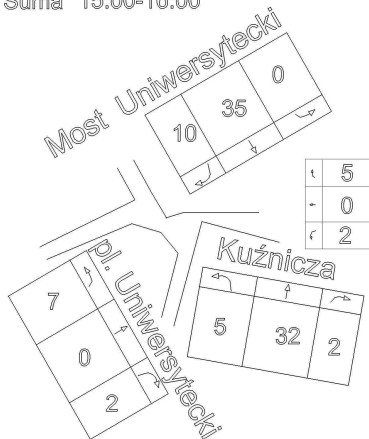 Suma 15.00-16.00
Most Uniwersytecki
10 35 0
5
0
2
pl. Uniwersytecki
7
0
2
Kuźnicza
5 32 2